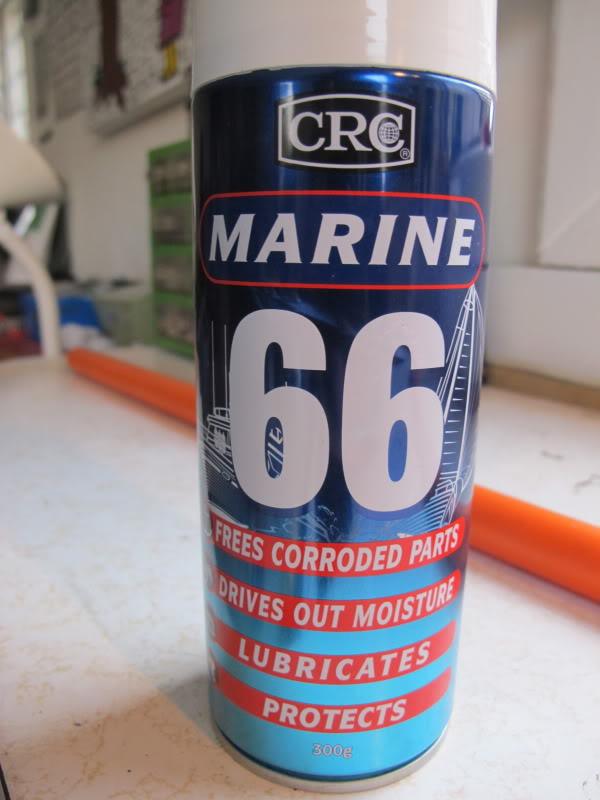 CRC®
MARINE
66
FREES CORRODED PARTS
DRIVES OUT MOISTURE
LUBRICATES
PROTECTS
300g